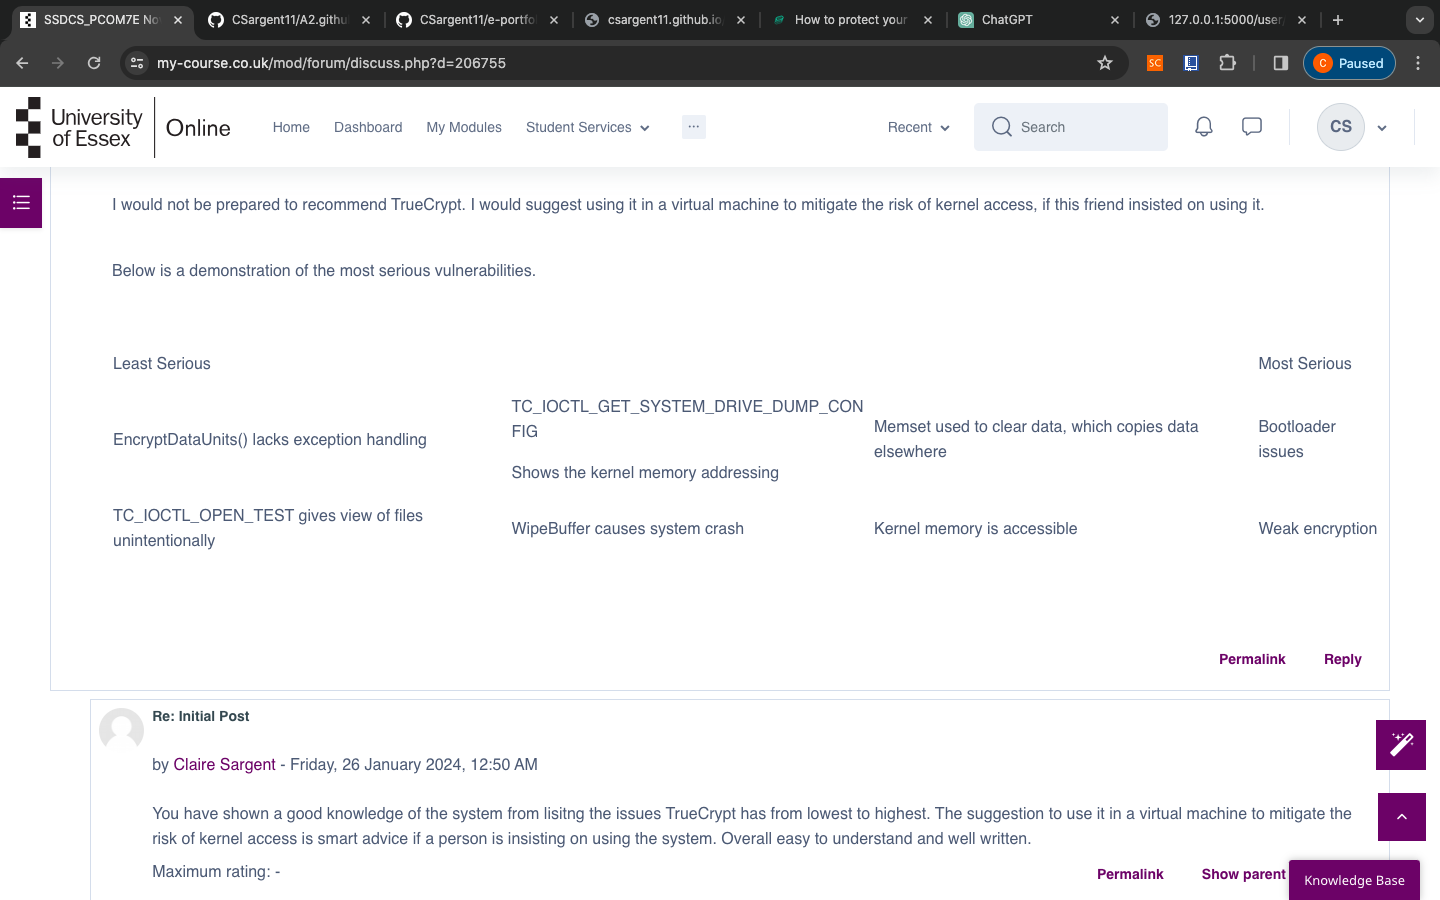 SSDCS_PCOM7E No
CSargent11/A2.githu
CSargent11/e-portfo
csargent11.github.io
How to protect your
ChatGPT
127.0.0.1:5000/user
my-course.co.uk/mod/forum/discuss.php?d=206755
SC
C Paused
University of Essex Online
Home
Dashboard
My Modules
Student Services
...
Recent
Search
CS
I would not be prepared to recommend TrueCrypt. I would suggest using it in a virtual machine to mitigate the risk of kernel access, if this friend insisted on using it.
Below is a demonstration of the most serious vulnerabilities.
Least Serious
Most Serious
EncryptDataUnits() lacks exception handling
TC_IOCTL_GET_SYSTEM_DRIVE_DUMP_CON
FIG
Shows the kernel memory addressing
Memset used to clear data, which copies data
elsewhere
Bootloader
issues
TC_IOCTL_OPEN_TEST gives view of files
unintentionally
WipeBuffer causes system crash
Kernel memory is accessible
Weak encryption
Permalink
Reply
Re: Initial Post
by Claire Sargent - Friday, 26 January 2024, 12:50 AM
You have shown a good knowledge of the system from lisitng the issues TrueCrypt has from lowest to highest. The suggestion to use it in a virtual machine to mitigate the
risk of kernel access is smart advice if a person is insisting on using the system. Overall easy to understand and well written.
Maximum rating: -
Permalink
Show parent
Knowledge Base